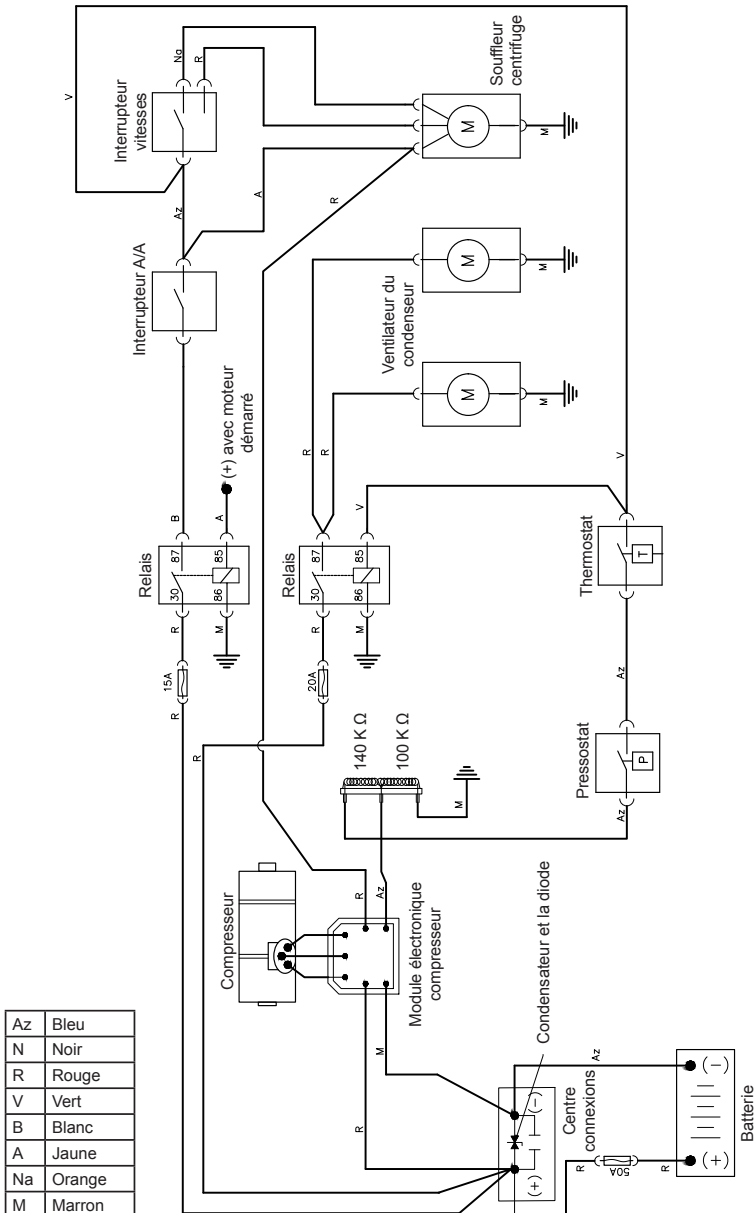 V
Na
R
Interrupteur
vitesses
Souffleur
centrifuge
M
M
Az
A
R
Interrupteur A/A
M
M
Ventilateur du
condenseur
M
M
(+) avec moteur
démarré
R
R
V
B
A
V
Relais
87
85
30
86
Relais
87
85
30
86
Thermostat
T
R
M
R
M
15A
20A
R
R
140 K Ω
100 K Ω
M
Az
Pressostat
P
Az
Compresseur
R
Az
Module électronique
compresseur
Condensateur et la diode
M
R
Az
Centre
connexions
(-)
(+)
R
50A
R
(-)
(+)
Batterie
Az Bleu
N Noir
R Rouge
V Vert
B Blanc
A Jaune
Na Orange
M Marron